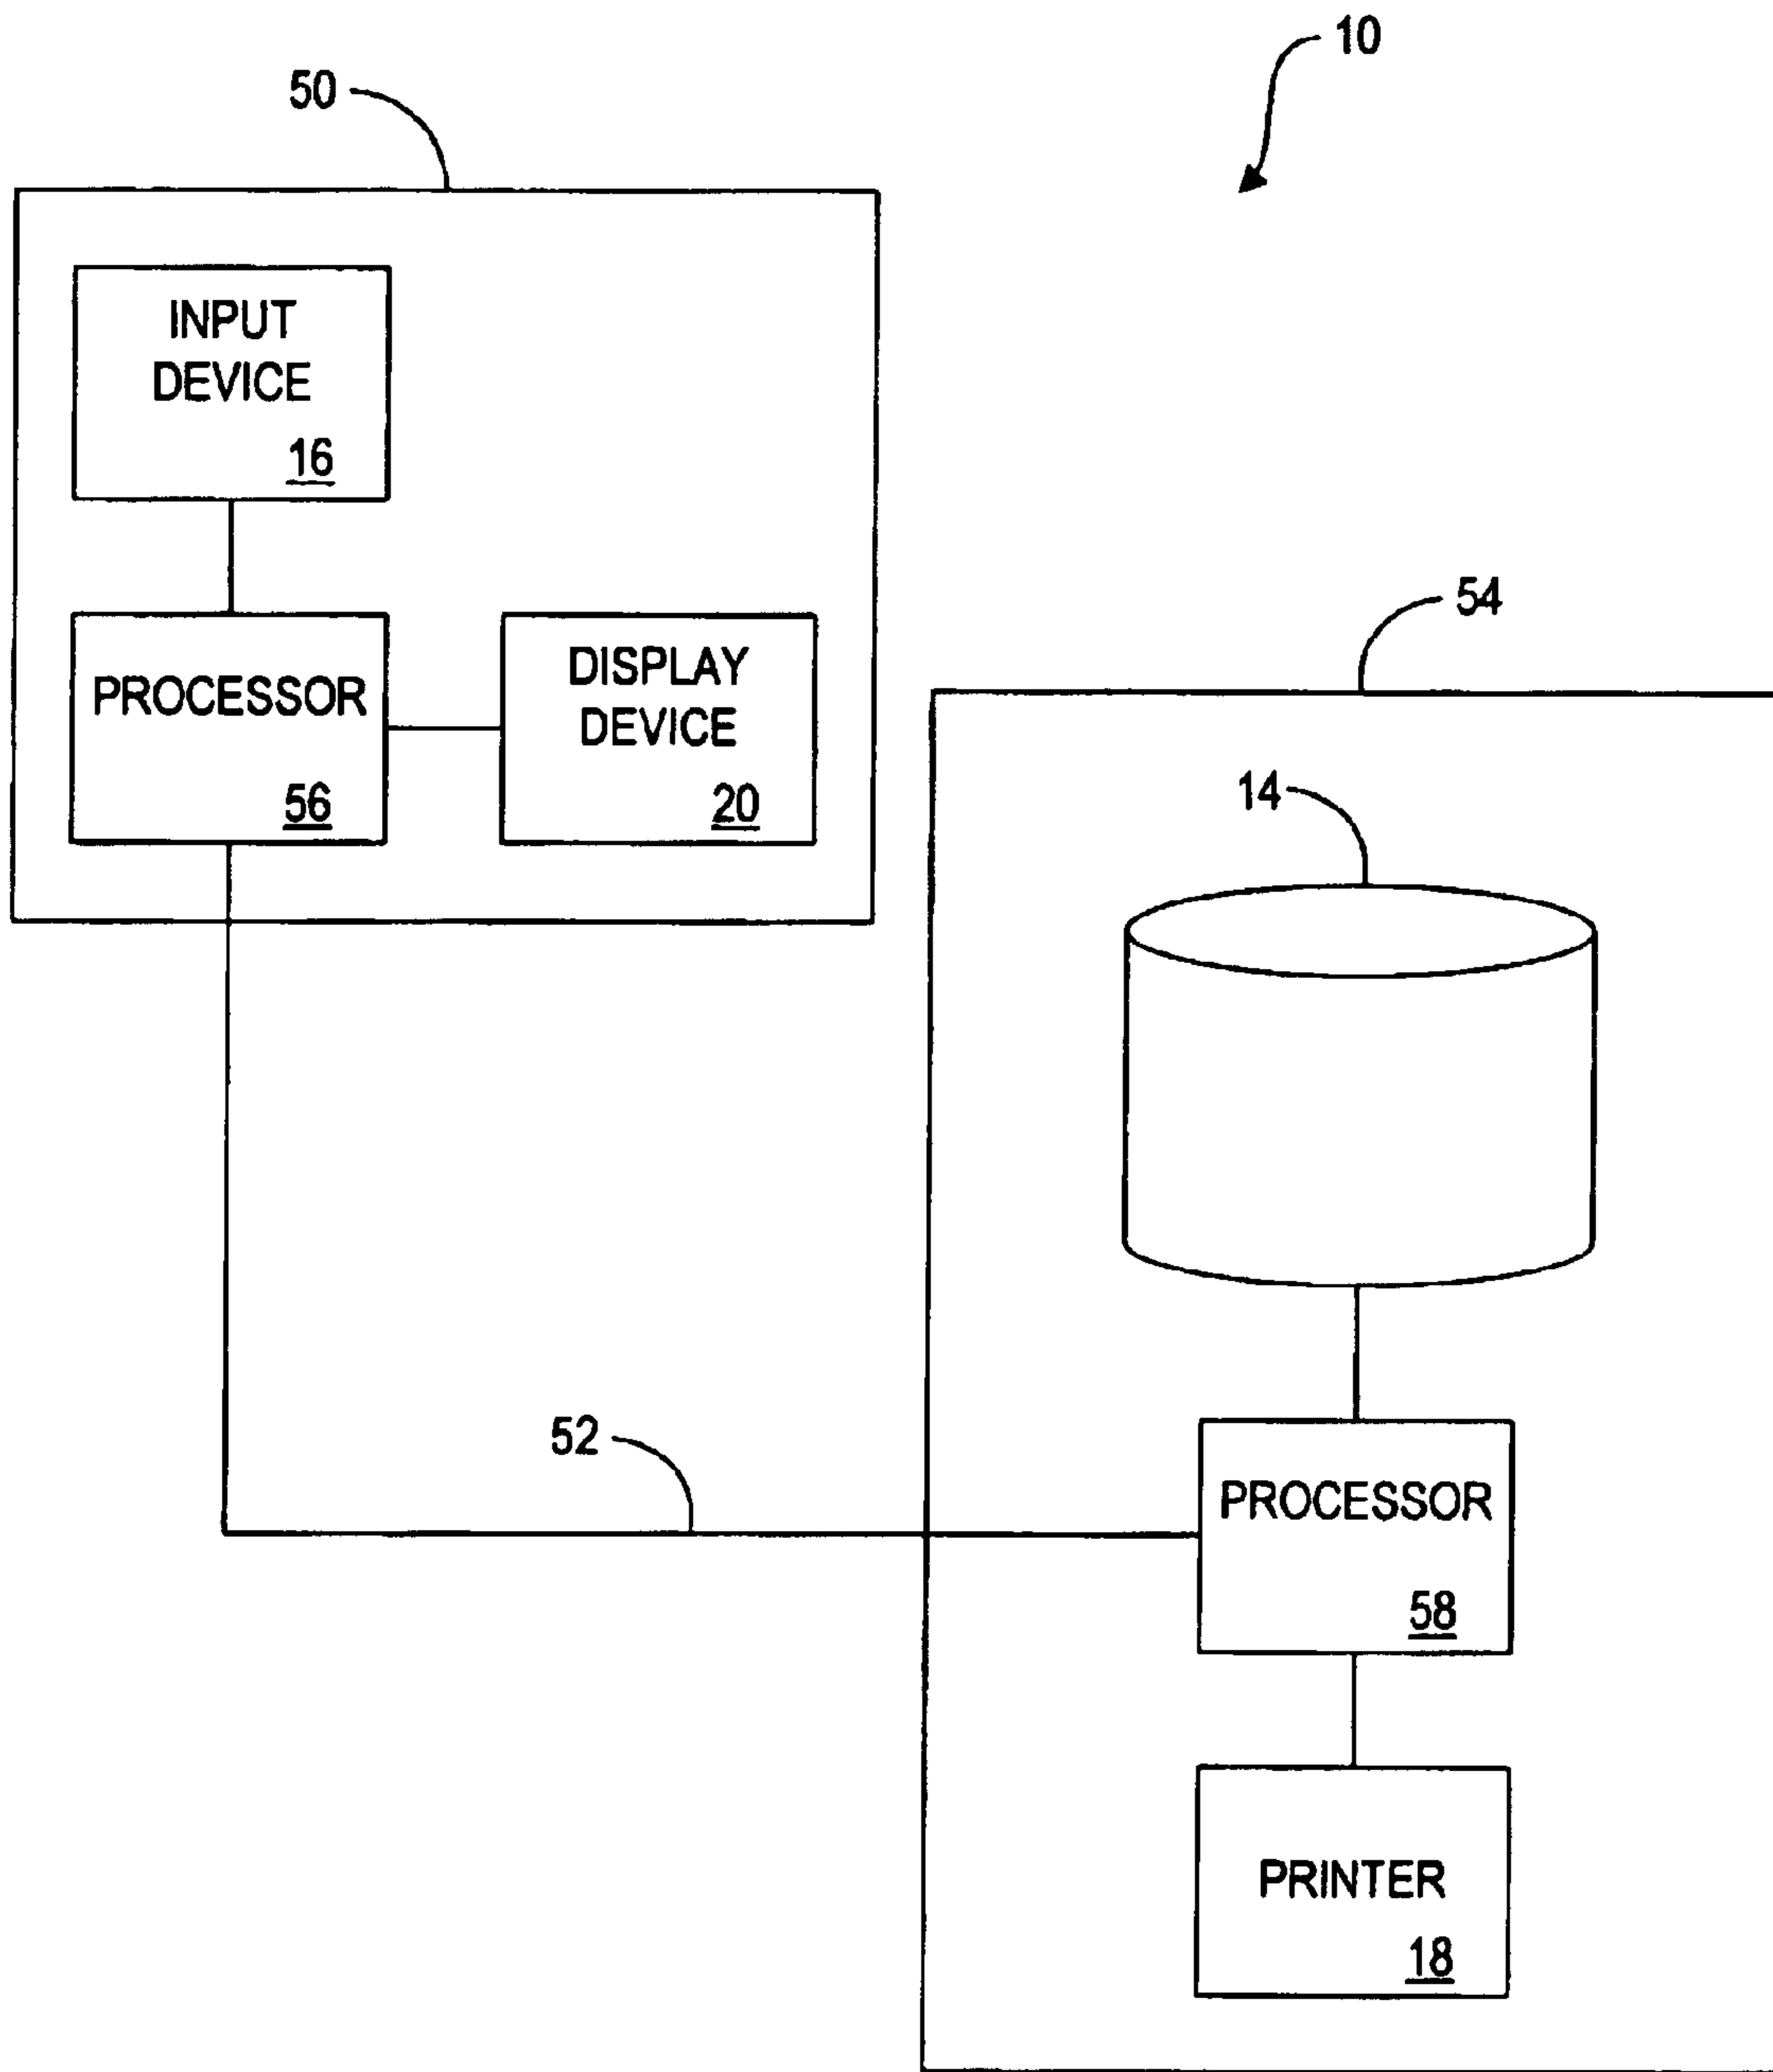 10
50
INPUT
DEVICE
16
54
PROCESSOR
56
DISPLAY
DEVICE
20
14
52
PROCESSOR
58
PRINTER
18